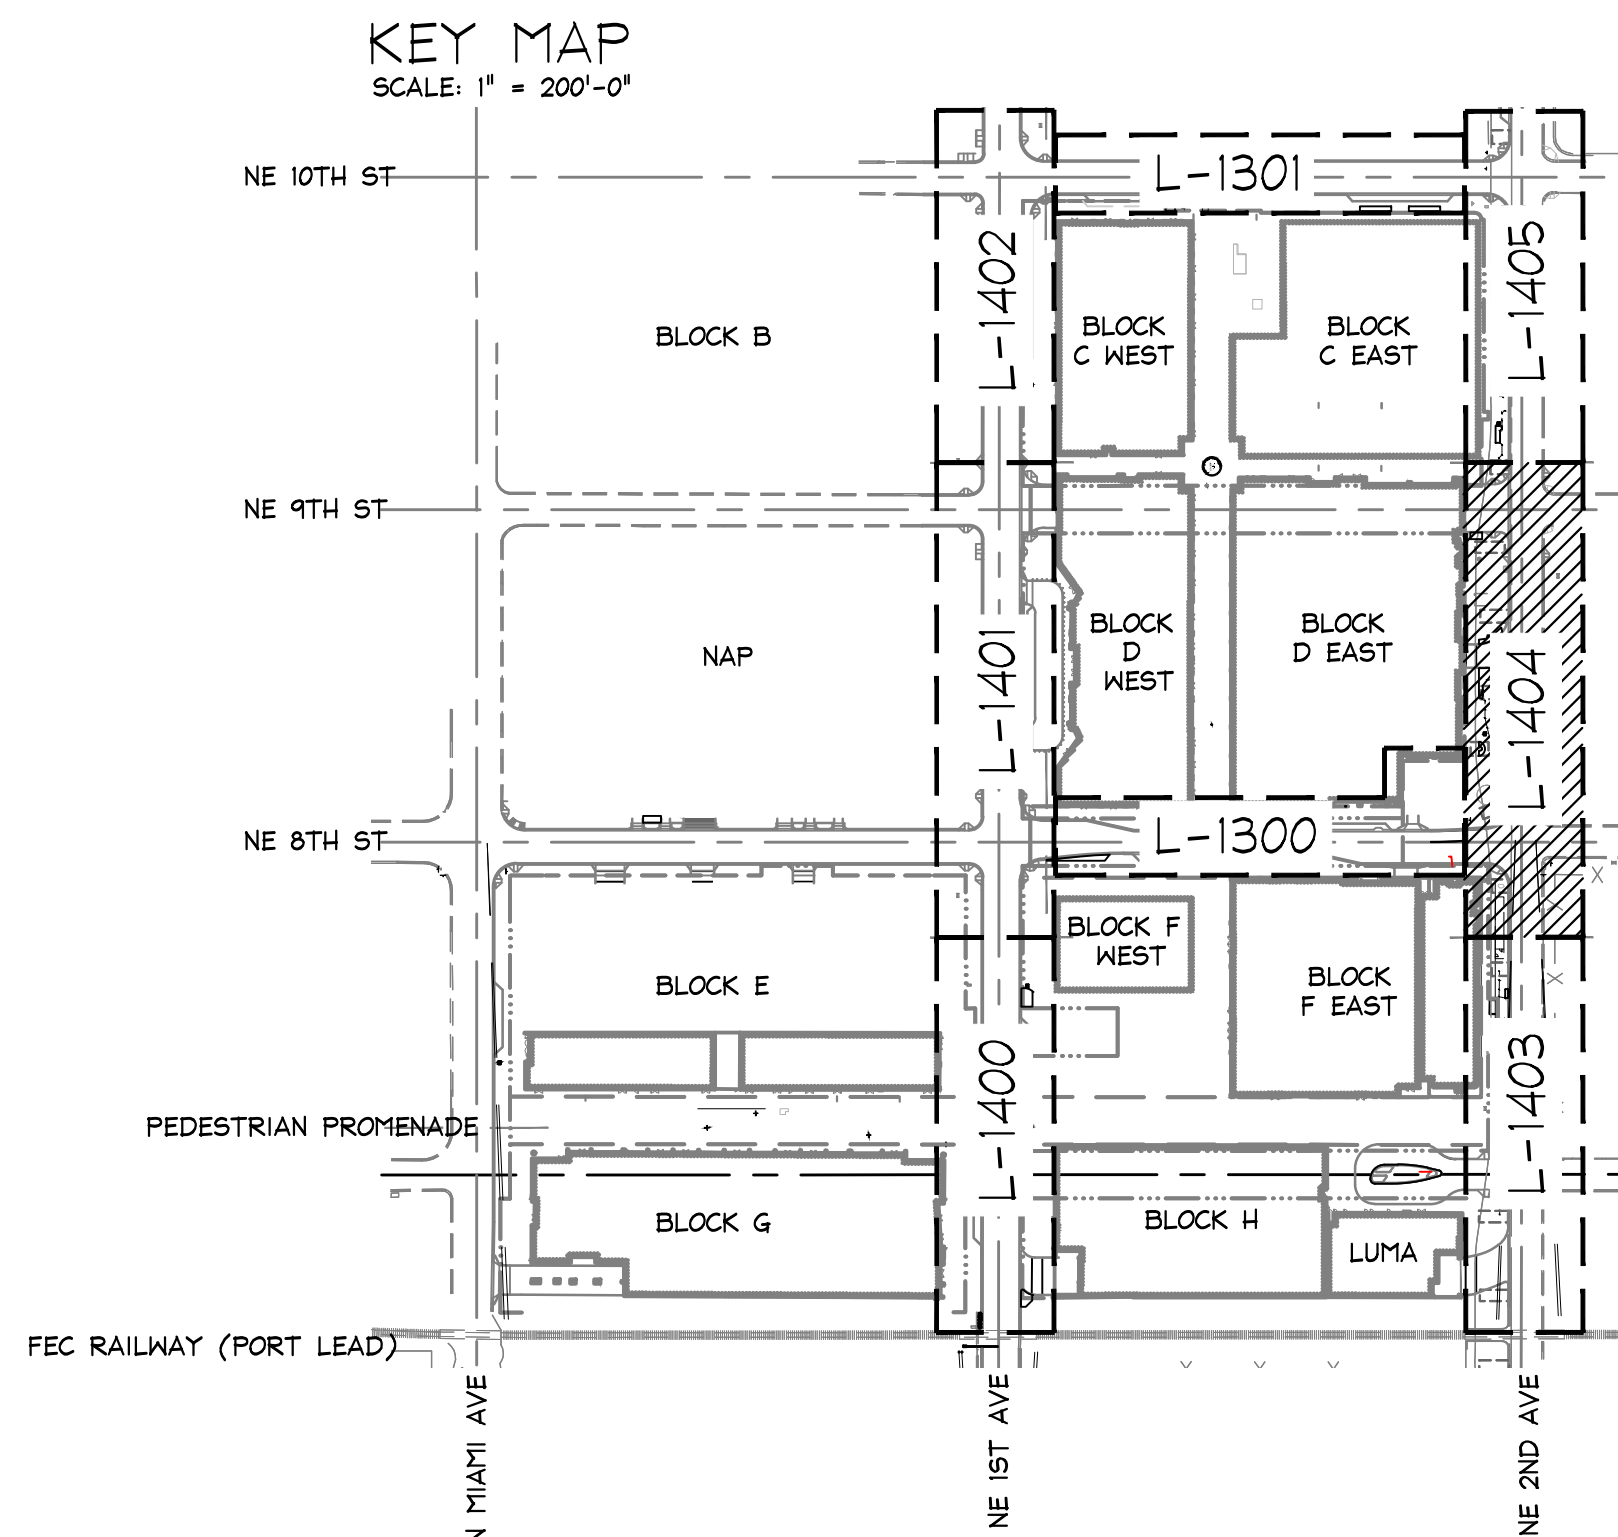 KEY MAP
SCALE: 1" = 200'-0"
NE 10TH ST
L-1301
L-1402
L-1405
BLOCK B
BLOCK
C WEST
BLOCK
C EAST
NE 9TH ST
NAP
L-1401
BLOCK
D
WEST
BLOCK
D EAST
L-1404
NE 8TH ST
L-1300
BLOCK F
WEST
BLOCK E
BLOCK
F EAST
L-1400
L-1403
PEDESTRIAN PROMENADE
BLOCK G
BLOCK H
LUMA
FEC RAILWAY (PORT LEAD)
N MIAMI AVE
NE 1ST AVE
NE 2ND AVE